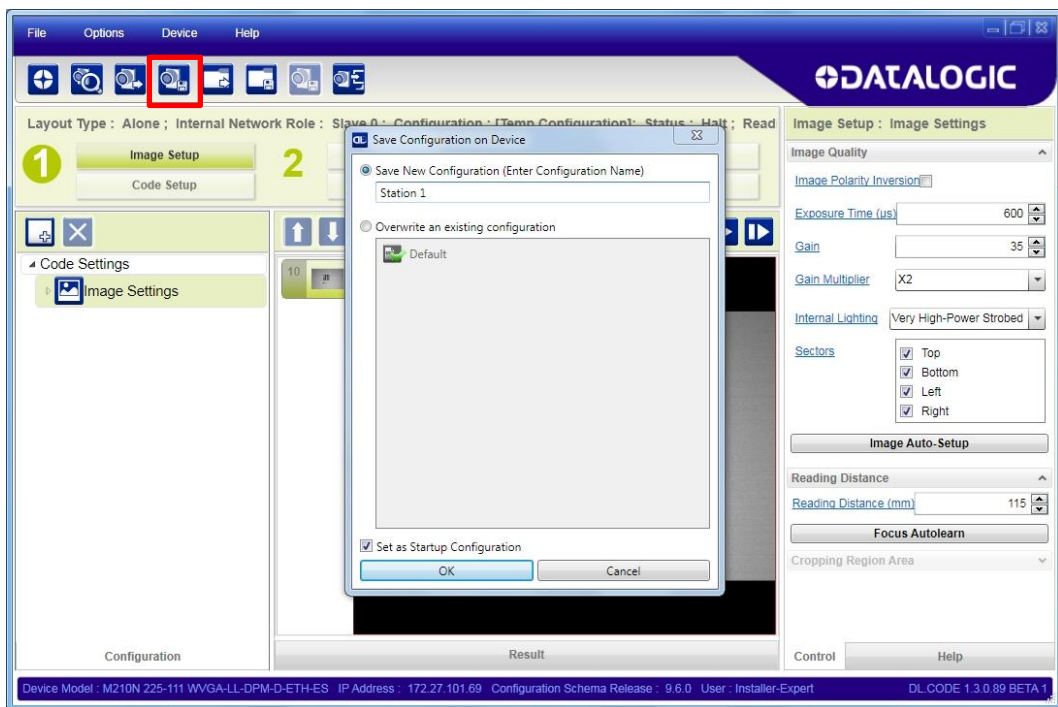 File Options Device Help
DATALOGIC
Layout Type : Alone ; Internal Network Role : Slave 0 ; Configuration : [Temp Configuration]; Status : Halt ; Read
Image Setup : Image Settings
1
Image Setup
Code Setup
2
Code Settings
Image Settings
10
Save Configuration on Device
Save New Configuration (Enter Configuration Name)
Station 1
Overwrite an existing configuration
Default
Set as Startup Configuration
OK Cancel
Image Quality
Image Polarity Inversion
Exposure Time (us) 600
Gain 35
Gain Multiplier X2
Internal Lighting Very High-Power Strobed
Sectors
Top
Bottom
Left
Right
Image Auto-Setup
Reading Distance
Reading Distance (mm) 115
Focus Autolearn
Cropping Region Area
Configuration
Result
Control Help
Device Model : M210N 225-111 WVGA-LL-DPM-D-ETH-ES IP Address : 172.27.101.69 Configuration Schema Release : 9.6.0 User : Installer-Expert DL.CODE 1.3.0.89 BETA 1